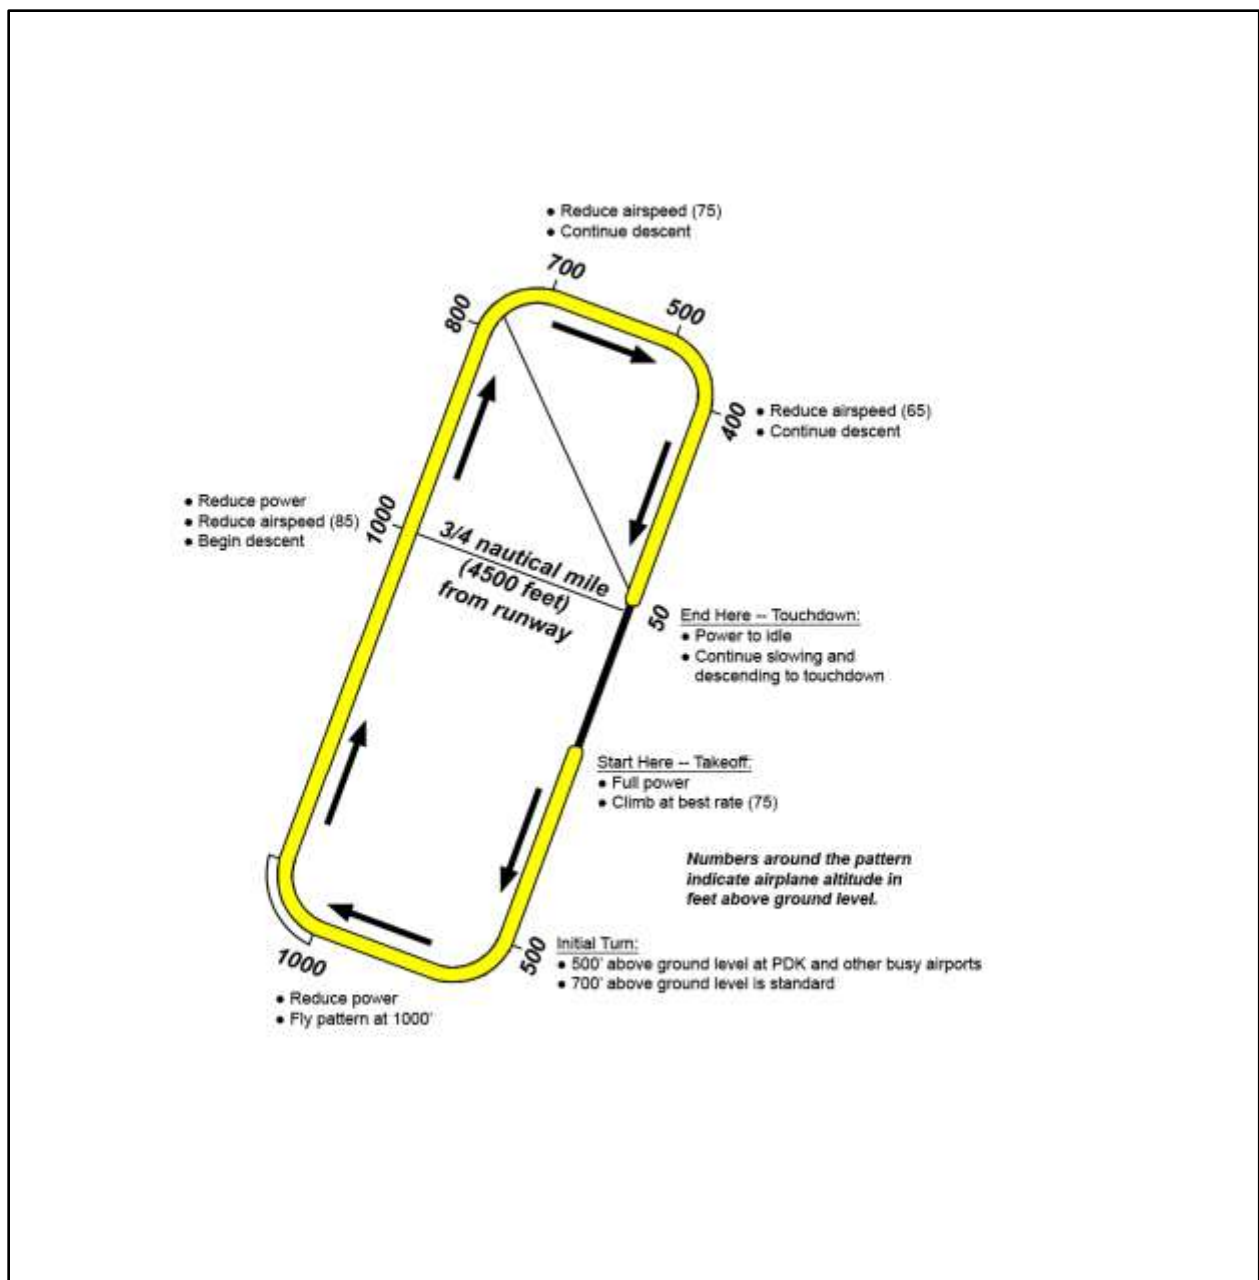 ● Reduce airspeed (75)
● Continue descent
700
800
500
400
● Reduce airspeed (65)
● Continue descent
● Reduce power
● Reduce airspeed (85)
● Begin descent
1000
3/4 nautical mile
(4500 feet)
from runway
50
End Here -- Touchdown:
● Power to idle
● Continue slowing and
descending to touchdown
Start Here -- Takeoff:
● Full power
● Climb at best rate (75)
Numbers around the pattern
indicate airplane altitude in
feet above ground level.
500
Initial Turn:
● 500' above ground level at PDK and other busy airports
● 700' above ground level is standard
1000
● Reduce power
● Fly pattern at 1000'